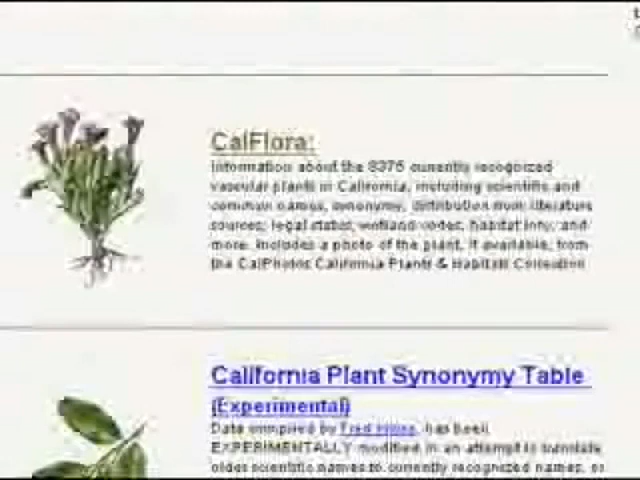 CalFlora:
Information about the 8375 currently recognized
vascular plants in California, including scientific and
common names, synonymy, distribution from literature
sources, legal status, wetland codes, habitat info, and
more. Includes a photo of the plant, if available, from
the CalPhotos California Plants & Habitats Collection
California Plant Synonymy Table
(Experimental)
Data compiled by Fred has been
EXPERIMENTALLY modified in an attempt to translate
older scientific names to currently recognized names, or